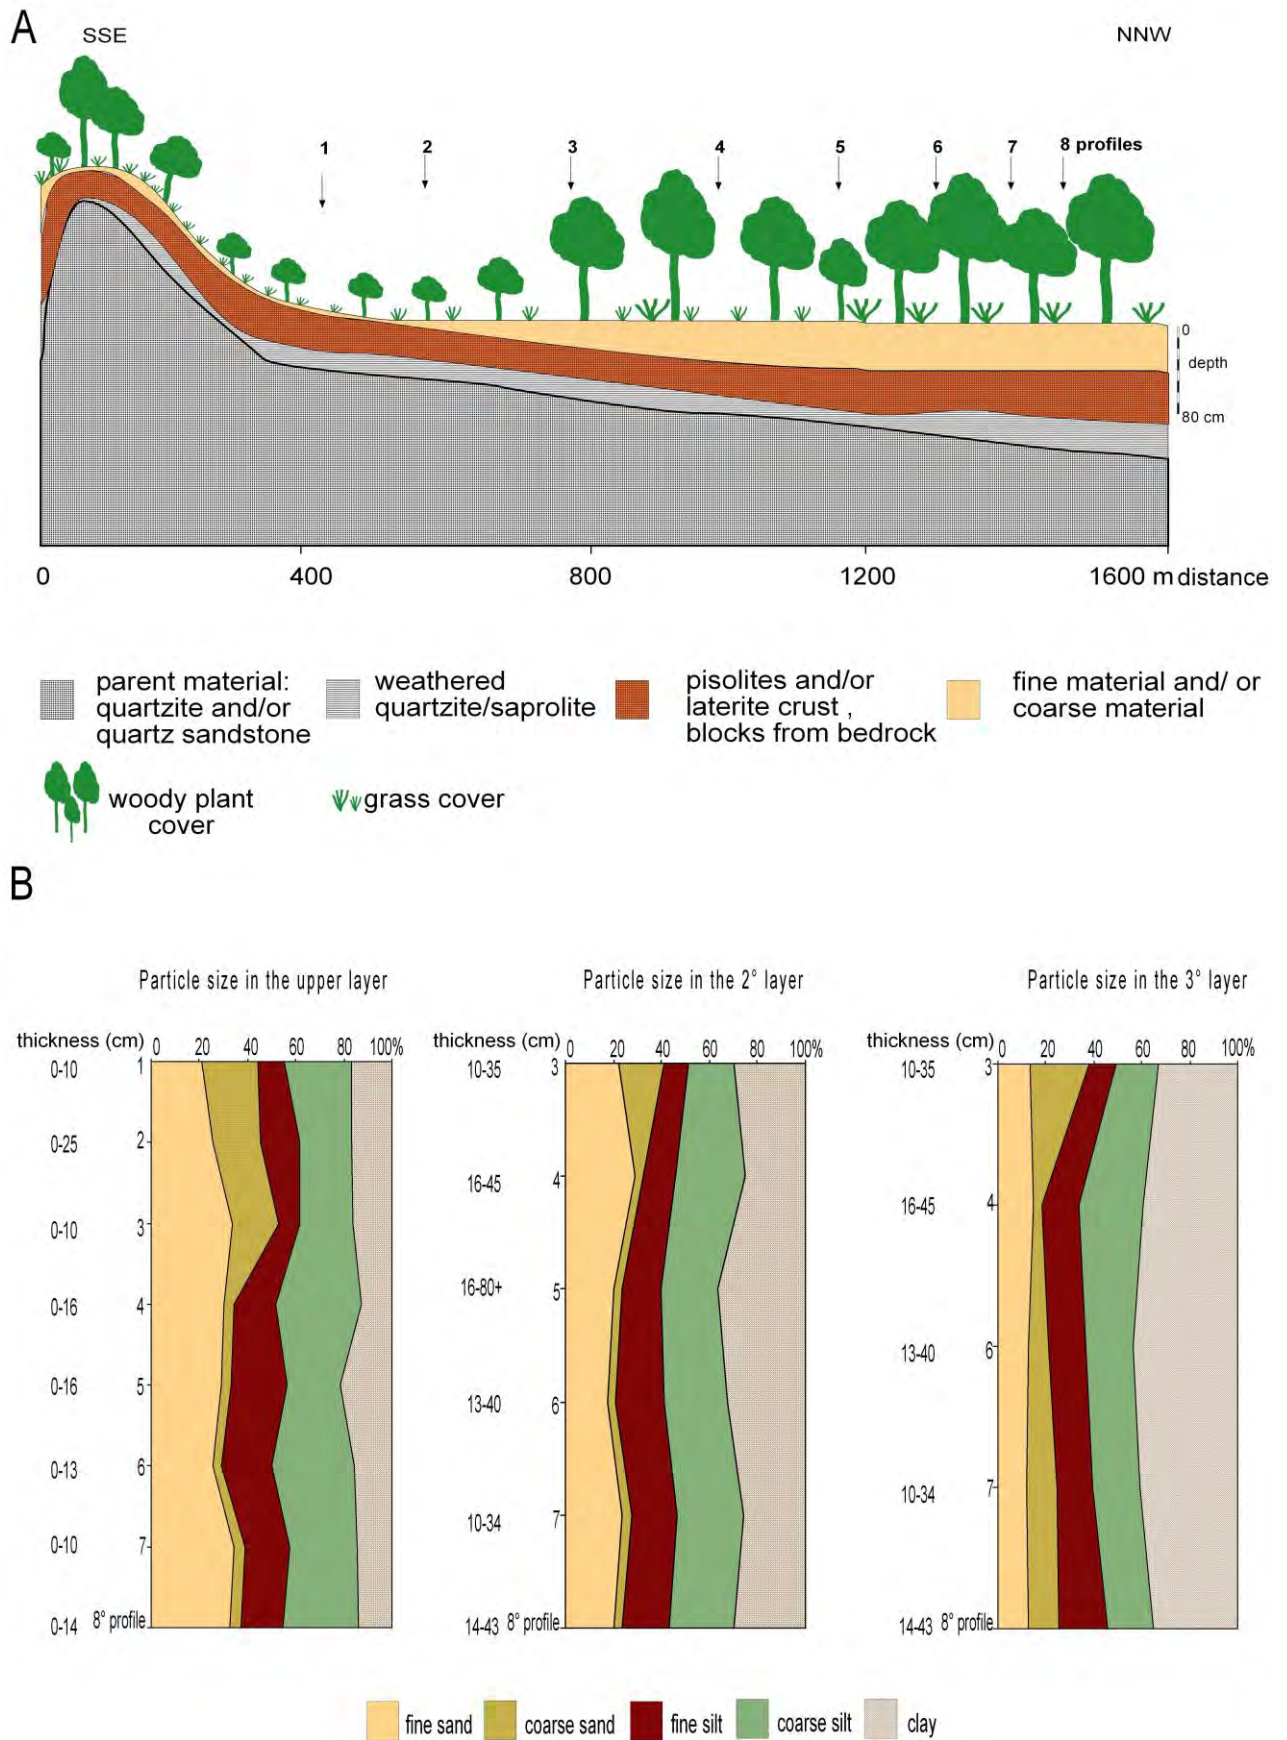 A
SSE
NNW
1
2
3
4
5
6
7
8 profiles
0
depth
80 cm
0
400
800
1200
1600 m distance
parent material:
quartzite and/or
quartz sandstone
weathered
quartzite/saprolite
pisolites and/or
laterite crust ,
blocks from bedrock
fine material and/ or
coarse material
woody plant
cover
grass cover
B
Particle size in the upper layer
thickness (cm)
0 20 40 60 80 100%
0-10 1
0-25 2
0-10 3
0-16 4
0-16 5
0-13 6
0-10 7
0-14 8° profile
Particle size in the 2° layer
thickness (cm)
0 20 40 60 80 100%
10-35 3
16-45 4
16-80+ 5
13-40 6
10-34 7
14-43 8° profile
Particle size in the 3° layer
thickness (cm)
0 20 40 60 80 100%
10-35 3
16-45 4
13-40 6
10-34 7
14-43 8° profile
fine sand
coarse sand
fine silt
coarse silt
clay